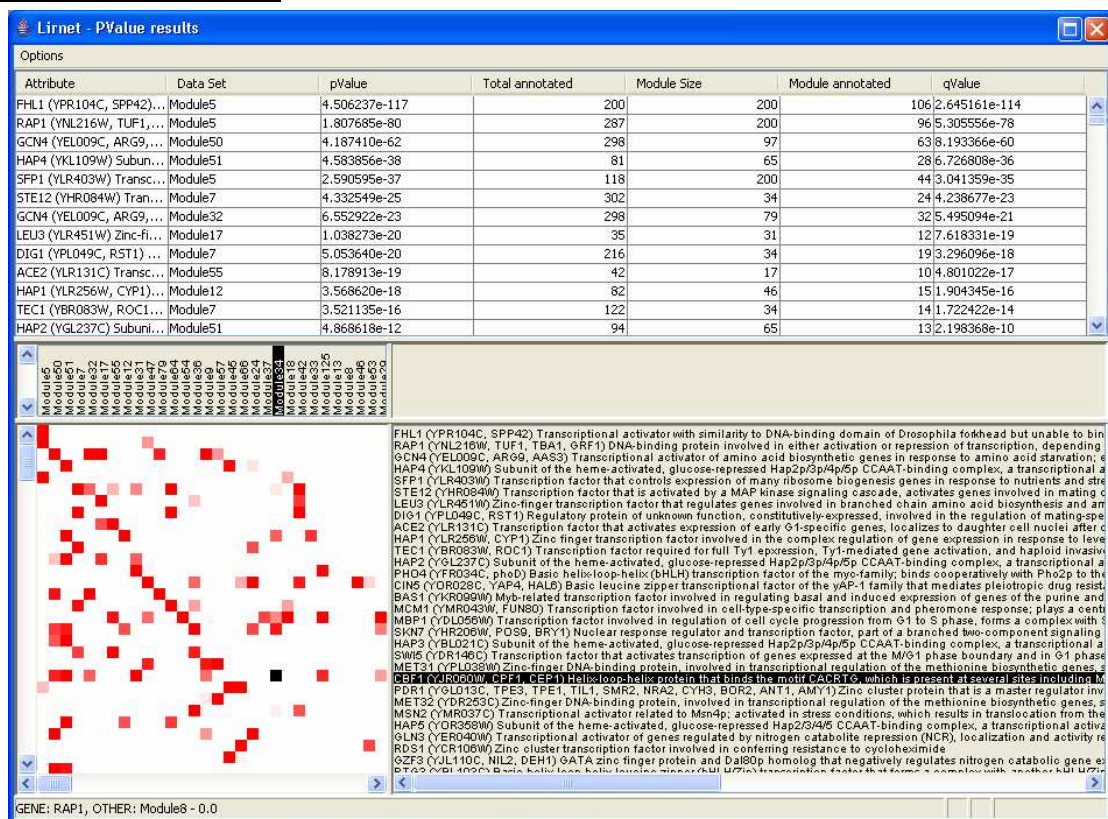 Lirnet - PValue results
Options
Attribute Data Set pValue Total annotated Module Size Module annotated qValue
FHL1 (YPR104C, SPP42)... Module5 4.506237e-117 200 200 106 2.645161e-114
RAP1 (YNL216W, TUF1,... Module5 1.807685e-80 287 200 96 5.305556e-78
GCN4 (YEL009C, ARG9,... Module50 4.187410e-62 298 97 63 8.193366e-60
HAP4 (YKL109W) Subun... Module51 4.583856e-38 81 65 28 6.726808e-36
SFP1 (YLR403W) Transc... Module5 2.590595e-37 118 200 44 3.041359e-35
STE12 (YHR084W) Tran... Module7 4.332549e-25 302 34 24 4.238677e-23
GCN4 (YEL009C, ARG9,... Module32 6.552922e-23 298 79 32 5.495094e-21
LEU3 (YLR451W) Zinc-fi... Module17 1.038273e-20 35 31 12 7.618331e-19
DIG1 (YPL049C, RST1) ... Module7 5.053640e-20 216 34 19 3.296096e-18
ACE2 (YLR131C) Transc... Module55 8.178913e-19 42 17 10 4.801022e-17
HAP1 (YLR256W, CYP1)... Module12 3.568620e-18 82 46 15 1.904345e-16
TEC1 (YBR083W, ROC1... Module7 3.521135e-16 122 34 14 1.722422e-14
HAP2 (YGL237C) Subuni... Module51 4.868618e-12 94 65 13 2.198368e-10
Module5
Module50
Module51
Module7
Module32
Module17
Module55
Module12
Module31
Module47
Module79
Module64
Module54
Module36
Module9
Module67
Module45
Module66
Module24
Module37
Module34
Module18
Module42
Module33
Module125
Module13
Module8
Module46
Module53
Module29
FHL1 (YPR104C, SPP42) Transcriptional activator with similarity to DNA-binding domain of Drosophila forkhead but unable to bin
RAP1 (YNL216W, TUF1, TBA1, GRF1) DNA-binding protein involved in either activation or repression of transcription, depending
GCN4 (YEL009C, ARG9, AAS3) Transcriptional activator of amino acid biosynthetic genes in response to amino acid starvation; e
HAP4 (YKL109W) Subunit of the heme-activated, glucose-repressed Hap2p/3p/4p/5p CCAAT-binding complex, a transcriptional a
SFP1 (YLR403W) Transcription factor that controls expression of many ribosome biogenesis genes in response to nutrients and stre
STE12 (YHR084W) Transcription factor that is activated by a MAP kinase signaling cascade, activates genes involved in mating o
LEU3 (YLR451W) Zinc-finger transcription factor that regulates genes involved in branched chain amino acid biosynthesis and am
DIG1 (YPL049C, RST1) Regulatory protein of unknown function, constitutively-expressed, involved in the regulation of mating-spe
ACE2 (YLR131C) Transcription factor that activates expression of early G1-specific genes, localizes to daughter cell nuclei after c
HAP1 (YLR256W, CYP1) Zinc finger transcription factor involved in the complex regulation of gene expression in response to leve
TEC1 (YBR083W, ROC1) Transcription factor required for full Ty1 epxression, Ty1-mediated gene activation, and haploid invasiv
HAP2 (YGL237C) Subunit of the heme-activated, glucose-repressed Hap2p/3p/4p/5p CCAAT-binding complex, a transcriptional a
PHO4 (YFR034C, phoD) Basic helix-loop-helix (bHLH) transcription factor of the myc-family; binds cooperatively with Pho2p to the
CIN5 (YOR028C, YAP4, HAL6) Basic leucine zipper transcriptional factor of the yAP-1 family that mediates pleiotropic drug resist
BAS1 (YKR099W) Myb-related transcription factor involved in regulating basal and induced expression of genes of the purine and
MCM1 (YMR043W, FUN80) Transcription factor involved in cell-type-specific transcription and pheromone response; plays a cent
MBP1 (YDL056W) Transcription factor involved in regulation of cell cycle progression from G1 to S phase, forms a complex with S
SKN7 (YHR206W, POS9, BRY1) Nuclear response regulator and transcription factor, part of a branched two-component signaling
HAP3 (YBL021C) Subunit of the heme-activated, glucose-repressed Hap2p/3p/4p/5p CCAAT-binding complex, a transcriptional a
SWI5 (YDR146C) Transcription factor that activates transcription of genes expressed at the M/G1 phase boundary and in G1 phase
MET31 (YPL038W) Zinc-finger DNA-binding protein, involved in transcriptional regulation of the methionine biosynthetic genes, s
CBF1 (YJR060W, CPF1, CEP1) Helix-loop-helix protein that binds the motif CACRTG, which is present at several sites including M
PDR1 (YGL013C, TPE3, TPE1, TIL1, SMR2, NRA2, CYH3, BOR2, ANT1, AMY1) Zinc cluster protein that is a master regulator inv
MET32 (YDR253C) Zinc-finger DNA-binding protein, involved in transcriptional regulation of the methionine biosynthetic genes, s
MSN2 (YMR037C) Transcriptional activator related to Msn4p; activated in stress conditions, which results in translocation from the
HAP5 (YOR358W) Subunit of the heme-activated, glucose-repressed Hap2/3/4/5 CCAAT-binding complex, a transcriptional activa
GLN3 (YER040W) Transcriptional activator of genes regulated by nitrogen catabolite repression (NCR), localization and activity re
RDS1 (YCR106W) Zinc cluster transcription factor involved in conferring resistance to cycloheximide
GZF3 (YJL110C, NIL2, DEH1) GATA zinc finger protein and Dal80p homolog that negatively regulates nitrogen catabolic gene ex
GENE: RAP1, OTHER: Module8 - 0.0